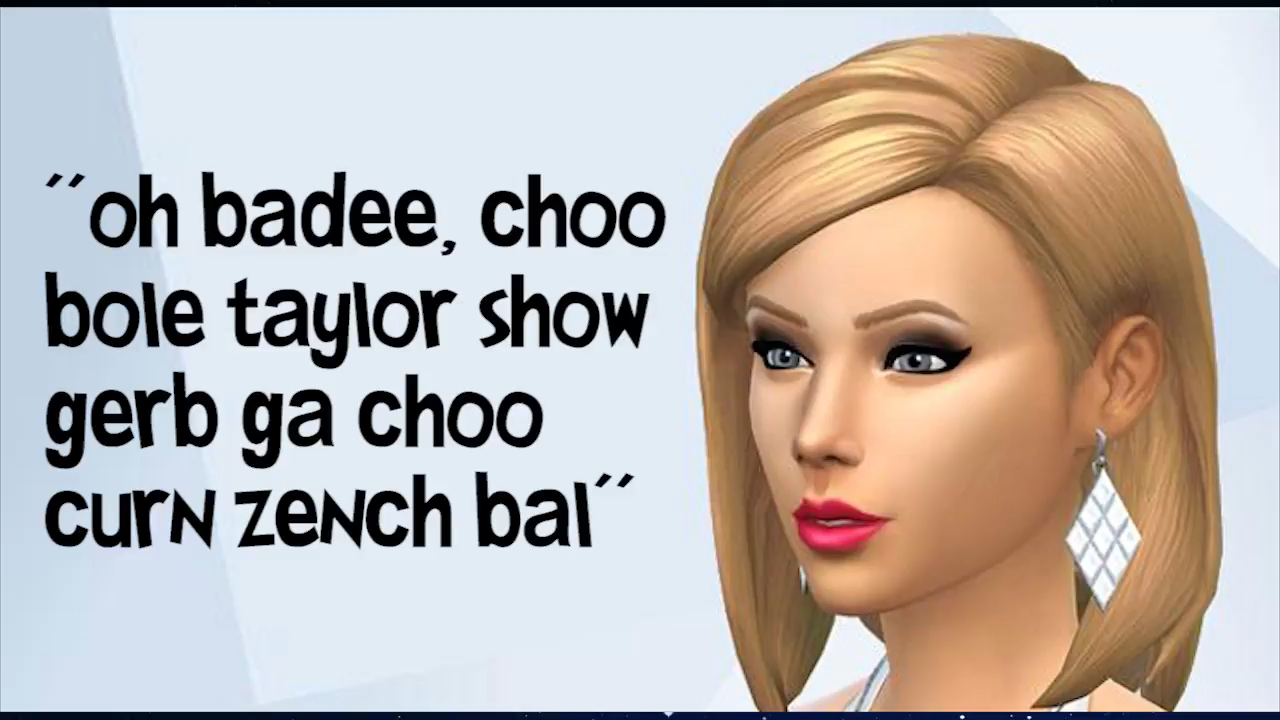 ´´oh badee, choo
bole taylor show
gerb ga choo
curn zench bal´´